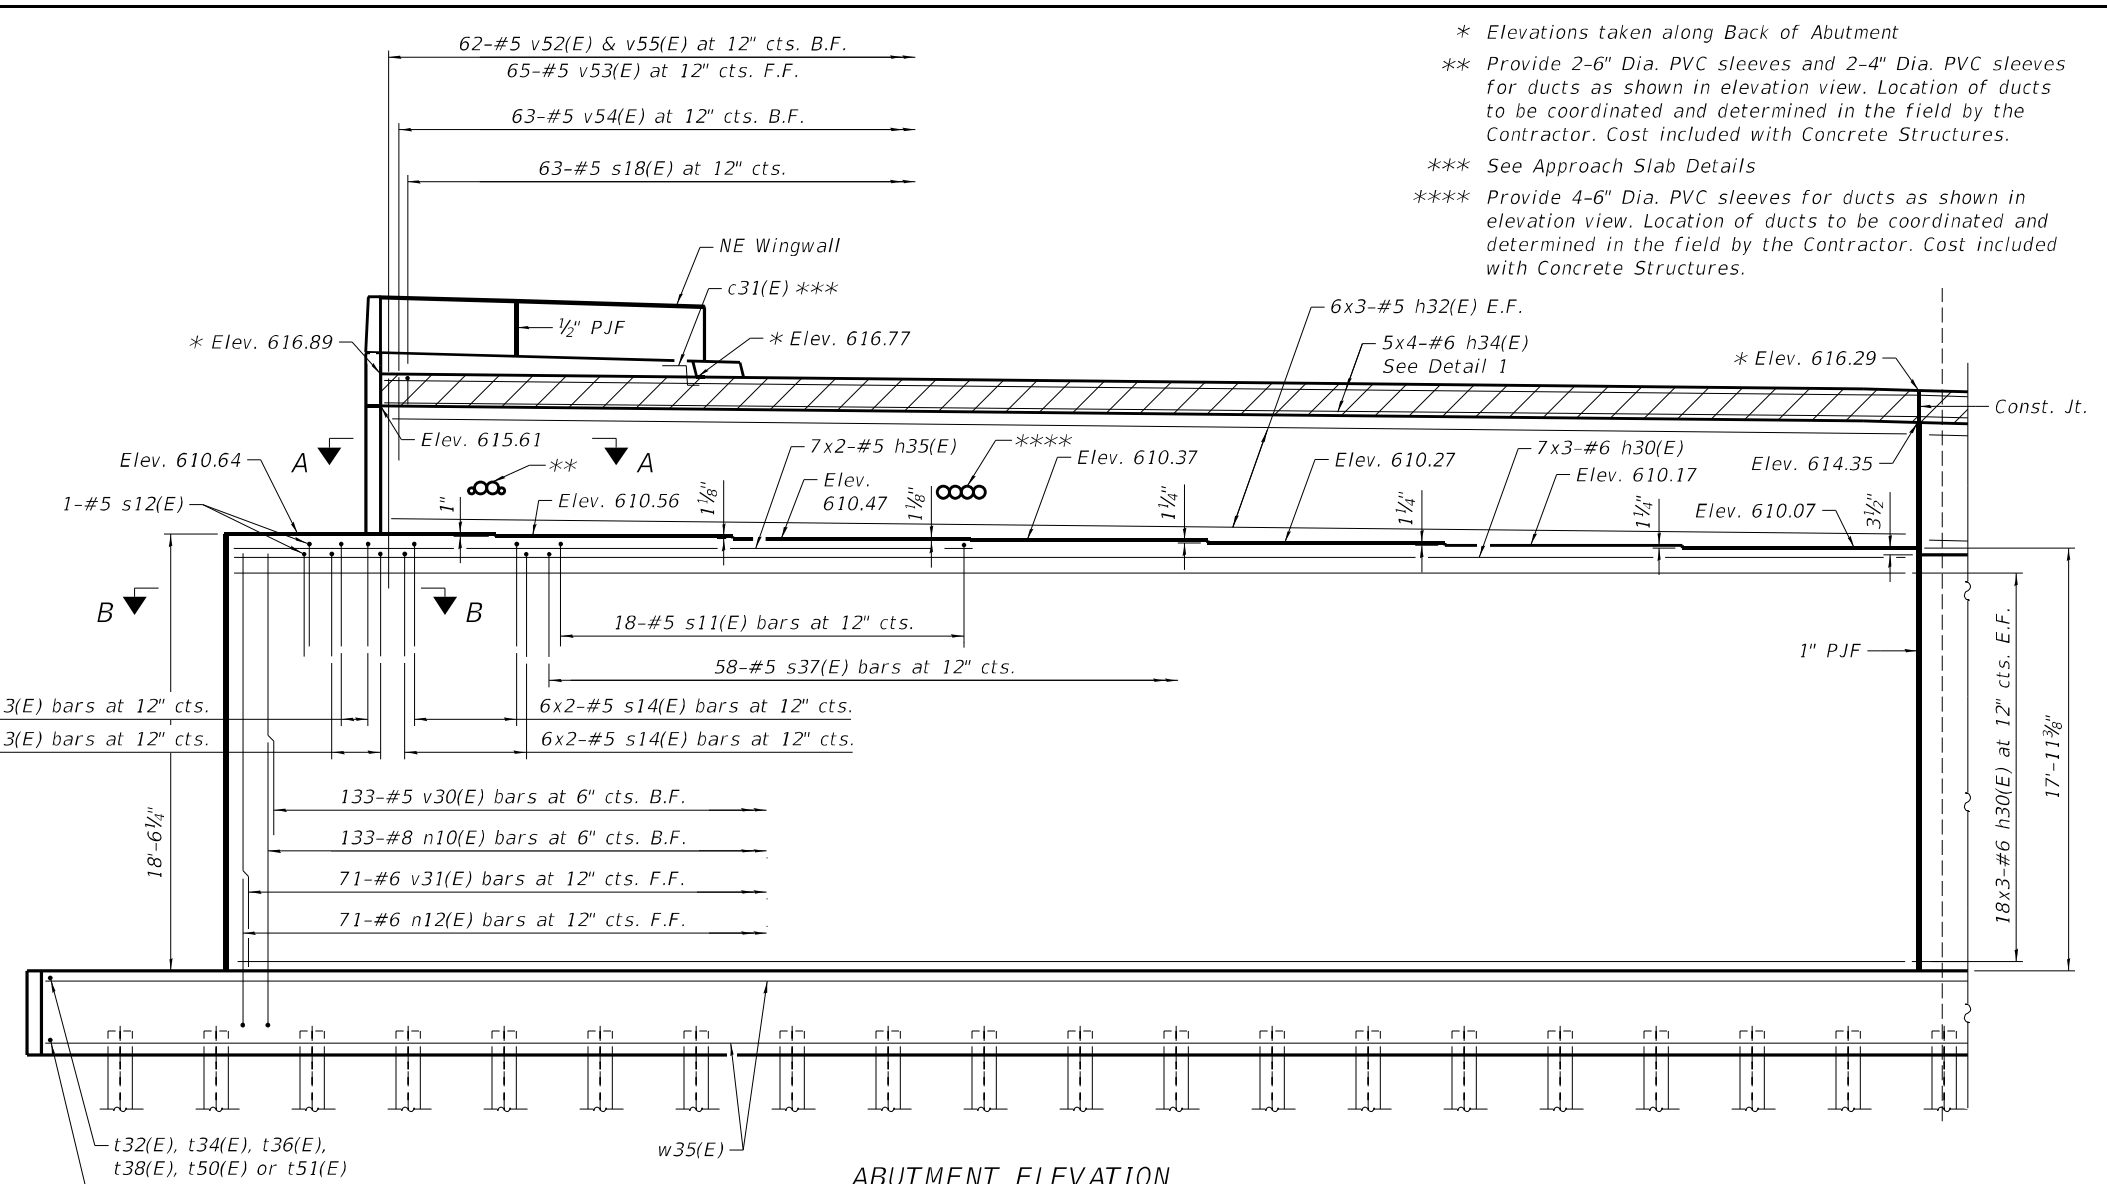 62-#5 v52(E) & v55(E) at 12" cts. B.F.
65-#5 v53(E) at 12" cts. F.F.
63-#5 v54(E) at 12" cts. B.F.
63-#5 s18(E) at 12" cts.
* Elevations taken along Back of Abutment
** Provide 2-6" Dia. PVC sleeves and 2-4" Dia. PVC sleeves
for ducts as shown in elevation view. Location of ducts
to be coordinated and determined in the field by the
Contractor. Cost included with Concrete Structures.
*** See Approach Slab Details
**** Provide 4-6" Dia. PVC sleeves for ducts as shown in
elevation view. Location of ducts to be coordinated and
determined in the field by the Contractor. Cost included
with Concrete Structures.
NE Wingwall
c31(E) ***
½" PJF
* Elev. 616.89
* Elev. 616.77
6x3-#5 h32(E) E.F.
5x4-#6 h34(E)
See Detail 1
* Elev. 616.29
Const. Jt.
Elev. 615.61
A
A
7x2-#5 h35(E)
****
7x3-#6 h30(E)
Elev. 610.64
**
Elev. 610.37
Elev. 610.27
Elev. 610.17
Elev. 614.35
1-#5 s12(E)
1"
Elev. 610.56
1⅛"
Elev.
610.47
1⅛"
1¼"
1¼"
1¼"
Elev. 610.07
3½"
B
B
18-#5 s11(E) bars at 12" cts.
58-#5 s37(E) bars at 12" cts.
1" PJF
3(E) bars at 12" cts.
6x2-#5 s14(E) bars at 12" cts.
3(E) bars at 12" cts.
6x2-#5 s14(E) bars at 12" cts.
18x3-#6 h30(E) at 12" cts. E.F.
17'-11⅜"
18'-6¼"
133-#5 v30(E) bars at 6" cts. B.F.
133-#8 n10(E) bars at 6" cts. B.F.
71-#6 v31(E) bars at 12" cts. F.F.
71-#6 n12(E) bars at 12" cts. F.F.
t32(E), t34(E), t36(E),
t38(E), t50(E) or t51(E)
w35(E)
ABUTMENT ELEVATION